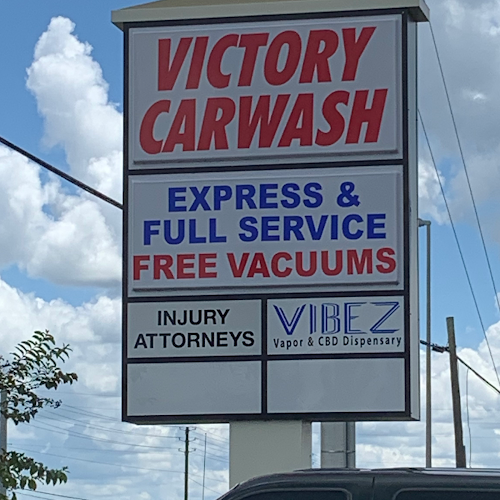 VICTORY
CARWASH
EXPRESS &
FULL SERVICE
FREE VACUUMS
INJURY
ATTORNEYS
VIBEZ
Vapor & CBD Dispensary